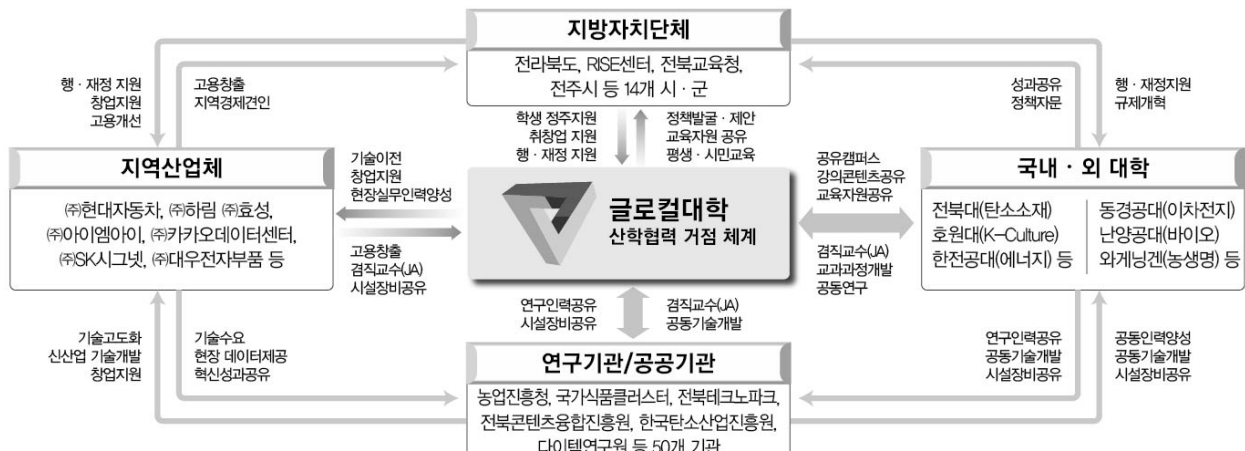 지방자치단체
전라북도, RISE센터, 전북교육청,
전주시 등 14개 시 · 군
행 · 재정 지원
창업지원
고용개선
고용창출
지역경제견인
성과공유
정책자문
행 · 재정지원
규제개혁
학생 정주지원
취창업 지원
행 · 재정 지원
정책발굴 · 제안
교육자원 공유
평생 · 시민교육
지역산업체
㈜현대자동차, ㈜하림 ㈜효성,
㈜아이엠아이, ㈜카카오데이터센터,
㈜SK시그넷, ㈜대우전자부품 등
기술이전
창업지원
현장실무인력양성
고용창출
겸직교수(JA)
시설장비공유
글로컬대학
산학협력 거점 체계
공유캠퍼스
강의콘텐츠공유
교육자원공유
겸직교수(JA)
교과과정개발
공동연구
국내 · 외 대학
전북대(탄소소재)
호원대(K-Culture)
한전공대(에너지) 등
동경공대(이차전지)
난양공대(바이오)
와게닝겐(농생명) 등
기술고도화
신산업 기술개발
창업지원
기술수요
현장 데이터제공
혁신성과공유
연구인력공유
시설장비공유
겸직교수(JA)
공동기술개발
연구인력공유
공동기술개발
시설장비공유
공동인력양성
공동기술개발
시설장비공유
연구기관/공공기관
농업진흥청, 국가식품클러스터, 전북테크노파크,
전북콘텐츠융합진흥원, 한국탄소산업진흥원,
다이텍연구원 등 50개 기관